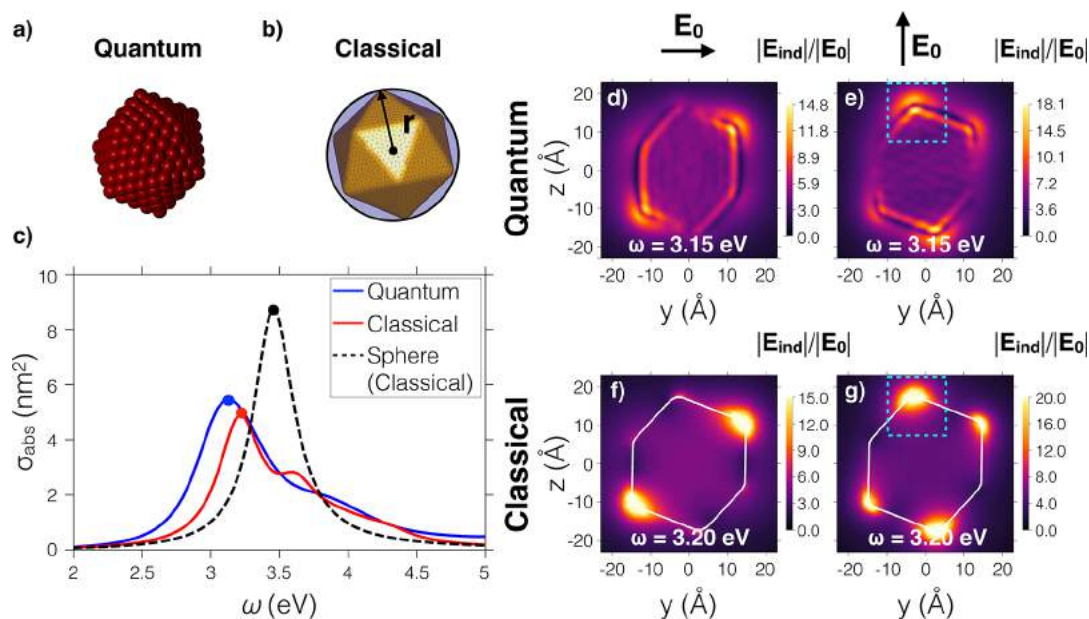 a)
Quantum
b)
Classical
r
c)
σabs (nm²)
10
8
6
4
2
0
Quantum
Classical
Sphere
(Classical)
2
2.5
3
3.5
4
4.5
5
ω (eV)
Quantum
E₀
|Eind|/|E₀|
d)
z (Å)
20
10
0
-10
-20
ω = 3.15 eV
-20 -10 0 10 20
y (Å)
14.8
11.8
8.8
5.9
3.0
0.0
E₀
|Eind|/|E₀|
e)
ω = 3.15 eV
-20 -10 0 10 20
y (Å)
18.1
14.5
10.8
7.2
3.6
0.0
Classical
|Eind|/|E₀|
f)
z (Å)
20
10
0
-10
-20
ω = 3.20 eV
-20 -10 0 10 20
y (Å)
15.0
12.0
9.0
6.0
3.0
0.0
|Eind|/|E₀|
g)
ω = 3.20 eV
-20 -10 0 10 20
y (Å)
20.0
16.0
12.0
8.0
4.0
0.0